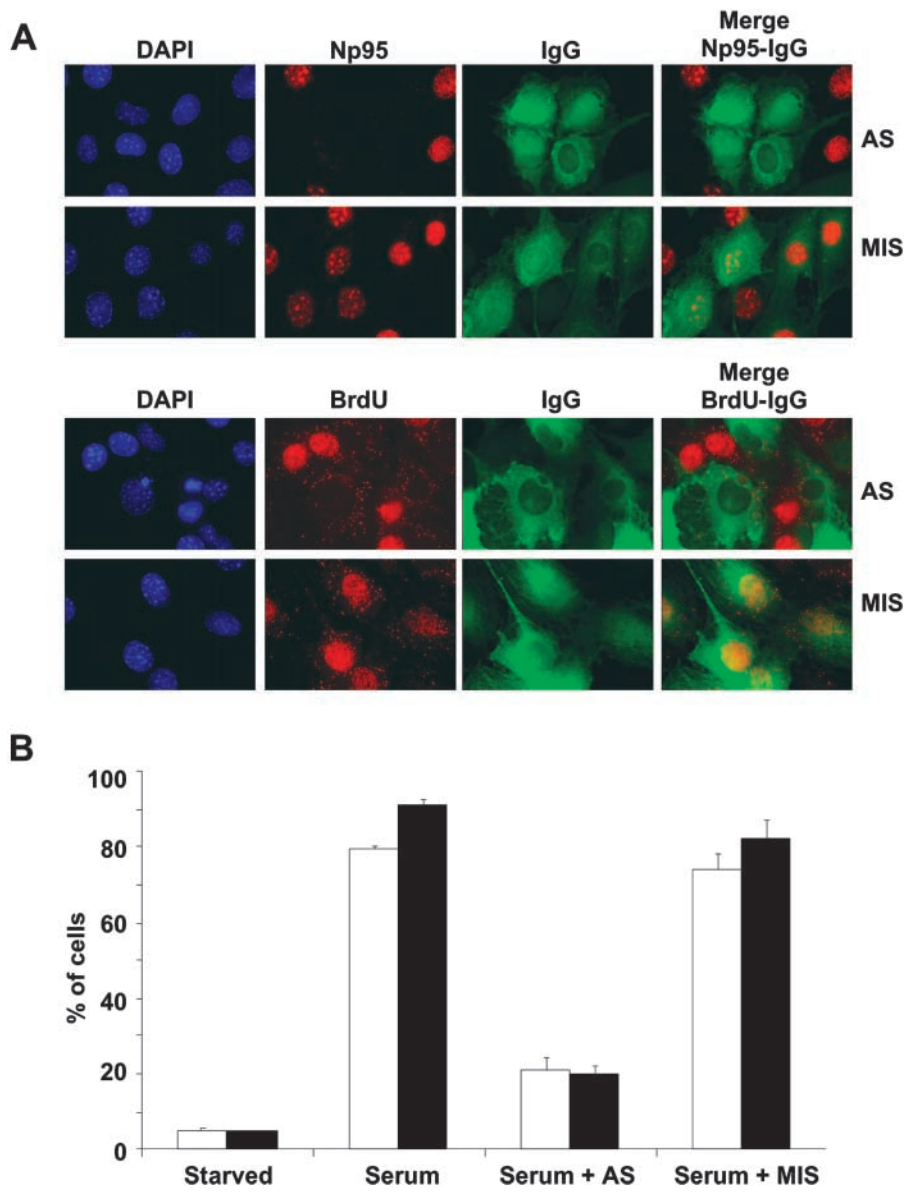 A
DAPI Np95 IgG Merge Np95-IgG
AS
MIS
DAPI BrdU IgG Merge BrdU-IgG
AS
MIS
B
% of cells
100
80
60
40
20
0
Starved Serum Serum + AS Serum + MIS